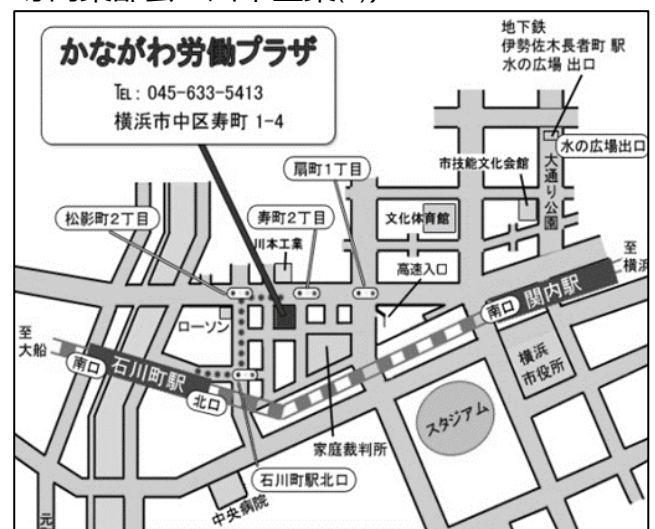 かながわ労働プラザ
TEL: 045-633-5413
横浜市中区寿町 1-4
地下鉄
伊勢佐木長者町 駅
水の広場 出口
水の広場出口
大通り公園
市技能文化会館
扇町1丁目
松影町2丁目
寿町2丁目
文化体育館
川本工業
高速入口
至
横浜
関内駅
南口
ローソン
至
大船
南口
石川町駅
北口
横浜
市役所
スタジアム
家庭裁判所
石川町駅北口
中央病院
元